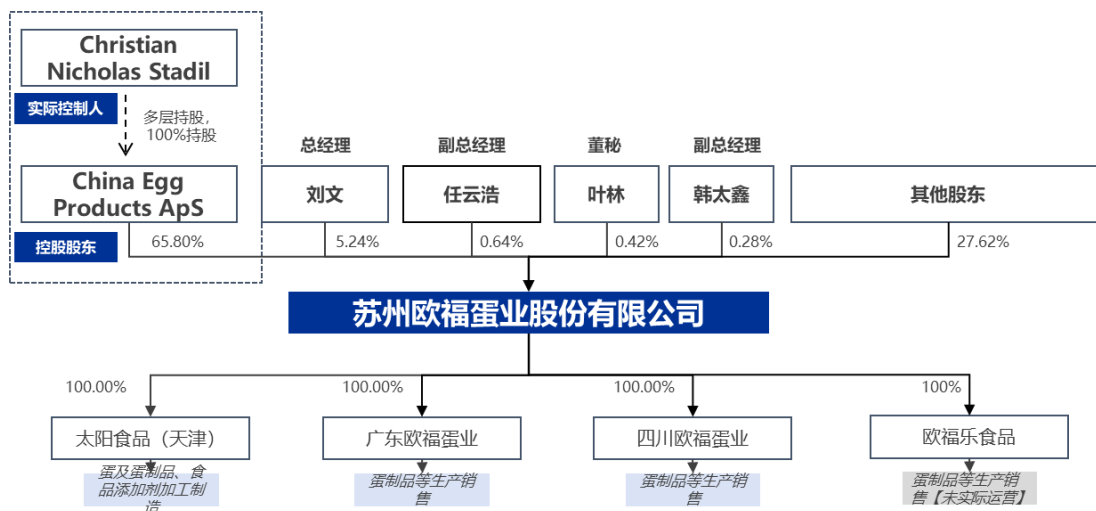 Christian
Nicholas Stadil
实际控制人
多层持股，
100%持股
总经理
副总经理
董秘
副总经理
China Egg
Products ApS
刘文
任云浩
叶林
韩太鑫
其他股东
控股股东
65.80%
5.24%
0.64%
0.42%
0.28%
27.62%
苏州欧福蛋业股份有限公司
100.00%
100.00%
100.00%
100%
太阳食品（天津）
广东欧福蛋业
四川欧福蛋业
欧福乐食品
蛋及蛋制品、食
品添加剂加工制
造
蛋制品等生产销
售
蛋制品等生产销
售
蛋制品等生产销
售【未实际运营】